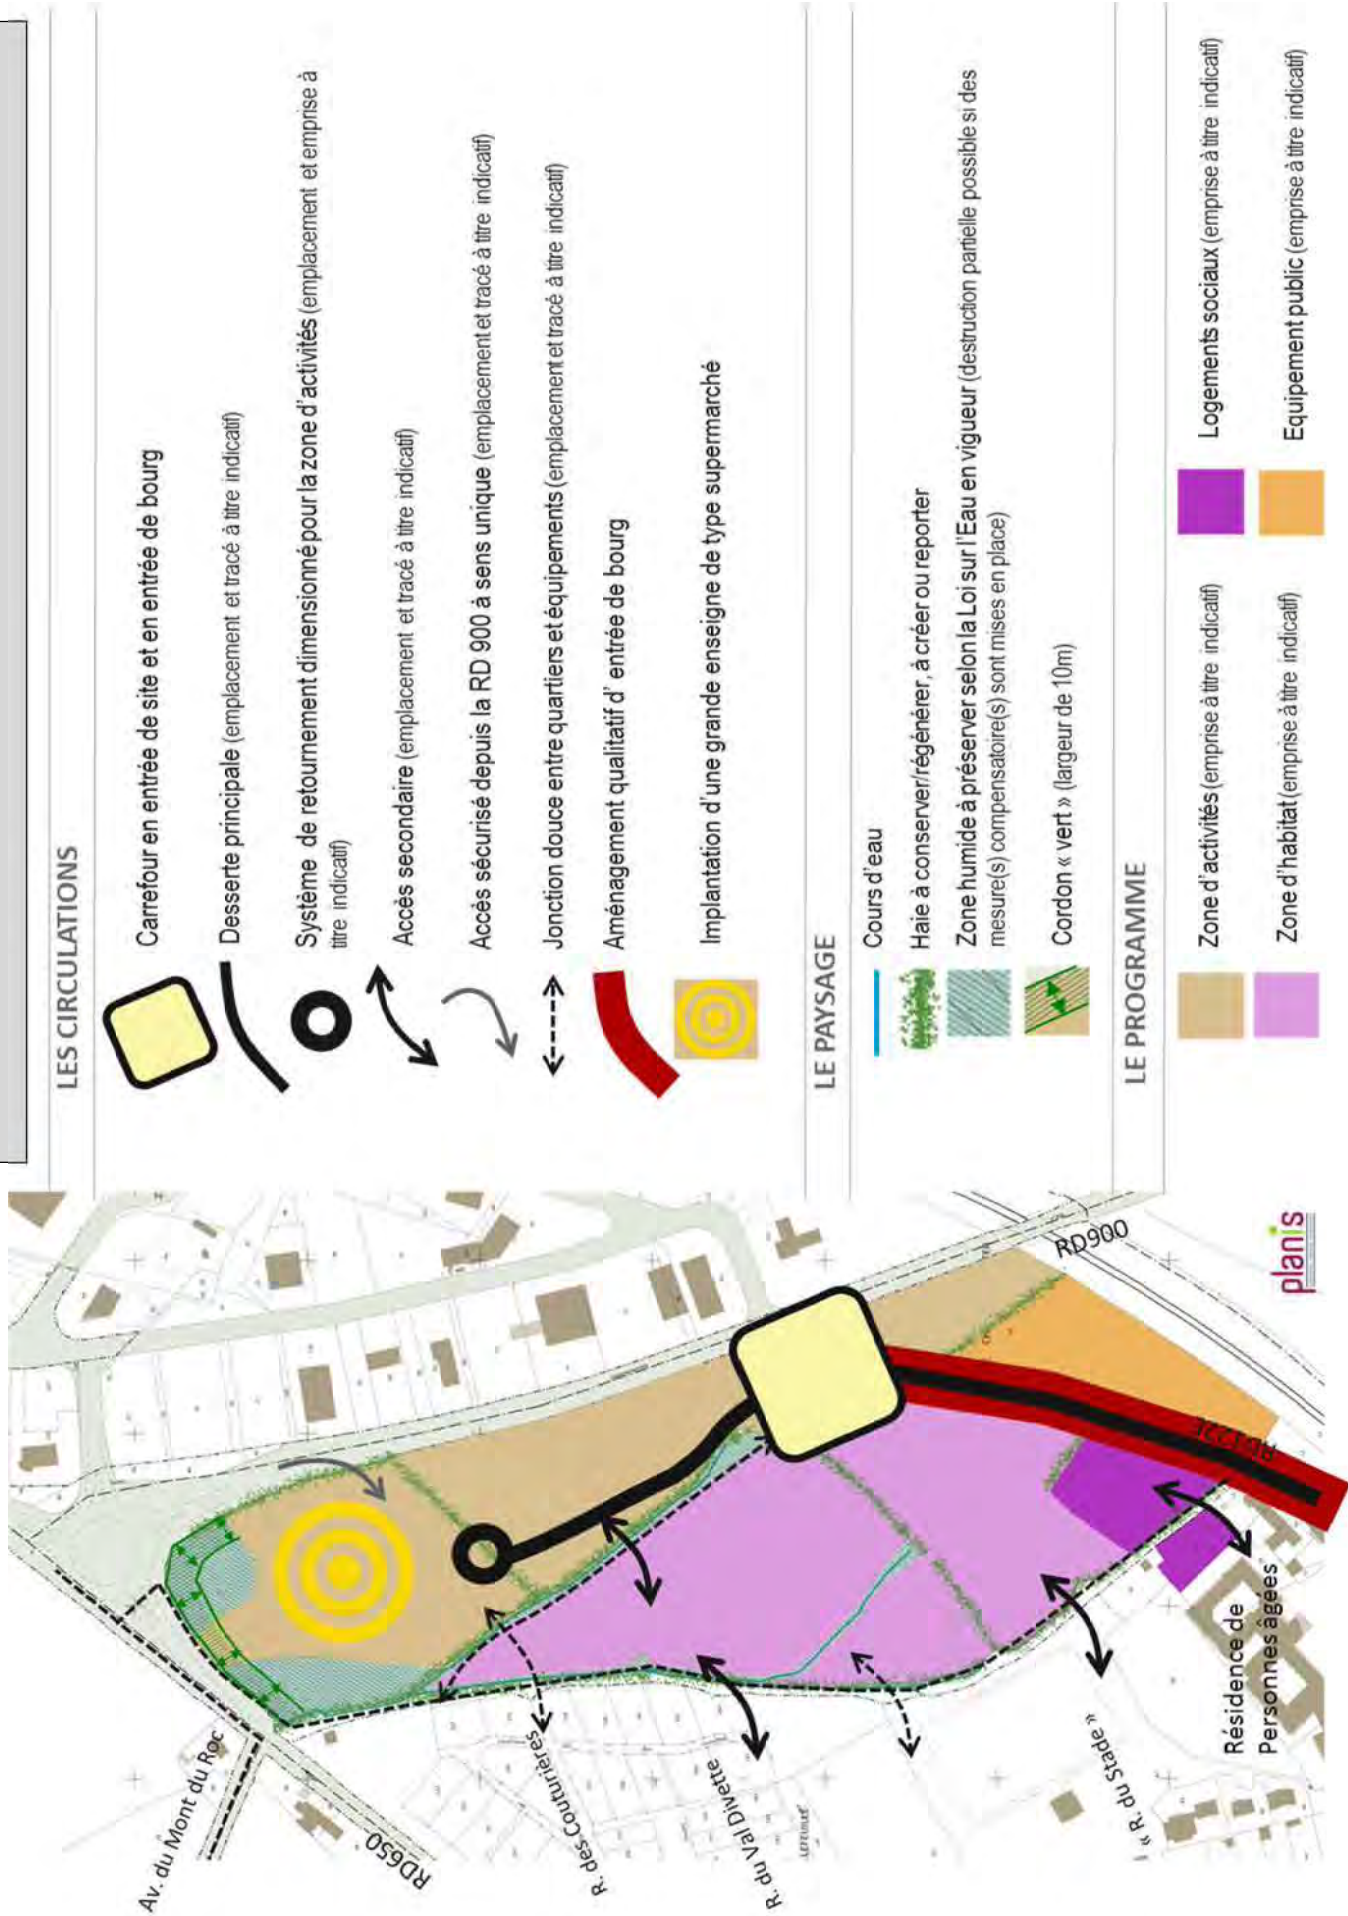 LES CIRCULATIONS
Carrefour en entrée de site et en entrée de bourg
Desserte principale (emplacement et tracé à titre indicatif)
Système de retournement dimensionné pour la zone d'activités (emplacement et emprise à
titre indicatif)
Accès secondaire (emplacement et tracé à titre indicatif)
Accès sécurisé depuis la RD 900 à sens unique (emplacement et tracé à titre indicatif)
Jonction douce entre quartiers et équipements (emplacement et tracé à titre indicatif)
Aménagement qualitatif d' entrée de bourg
Implantation d'une grande enseigne de type supermarché
LE PAYSAGE
Cours d'eau
Haie à conserver/régénérer, à créer ou reporter
Zone humide à préserver selon la Loi sur l'Eau en vigueur (destruction partielle possible si des
mesure(s) compensatoire(s) sont mises en place)
Cordon « vert » (largeur de 10m)
LE PROGRAMME
Zone d'activités (emprise à titre indicatif)
Logements sociaux (emprise à titre indicatif)
Zone d'habitat (emprise à titre indicatif)
Equipement public (emprise à titre indicatif)
Av. du Mont du Roc
RD650
R. des Couturières
R. du Val Divette
« R. du Stade »
Résidence de
Personnes âgées
RD122E
RD900
planis